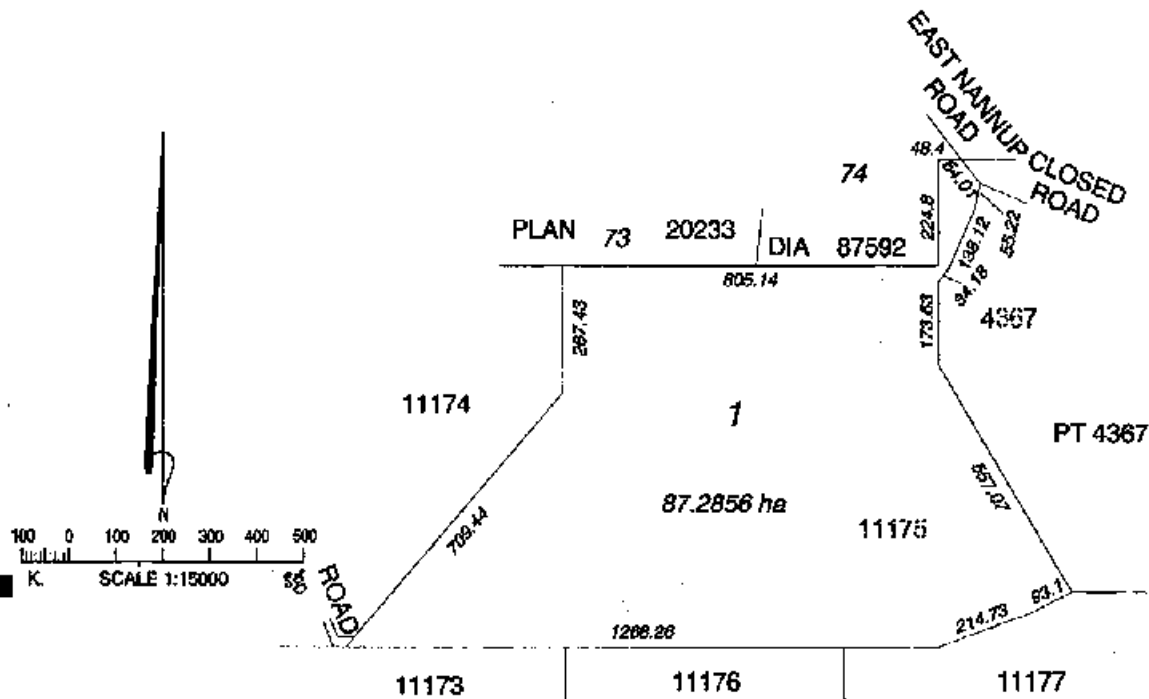 EAST NANNUP
ROAD
CLOSED
ROAD
48.4
64.07
74
224.8
138.12
55.22
34.18
PLAN 73 20233
DIA 87592
805.14
267.43
173.63
4367
11174
1
PT 4367
557.07
87.2856 ha
11175
709.44
N
100 0 100 200 300 400 500
K. SCALE 1:15000
ROAD
1266.26
214.73
93.1
11173
11176
11177